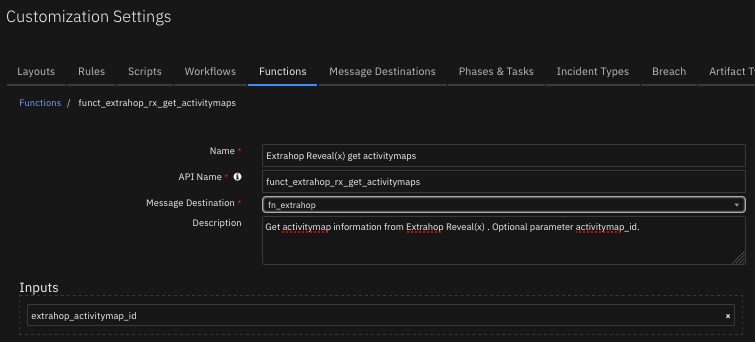 Customization Settings
Layouts Rules Scripts Workflows Functions Message Destinations Phases & Tasks Incident Types Breach Artifact T
Functions / funct_extrahop_rx_get_activitymaps
Name * Extrahop Reveal(x) get activitymaps
API Name * funct_extrahop_rx_get_activitymaps
Message Destination * fn_extrahop
Description Get activitymap information from Extrahop Reveal(x) . Optional parameter activitymap_id.
Inputs
extrahop_activitymap_id ×